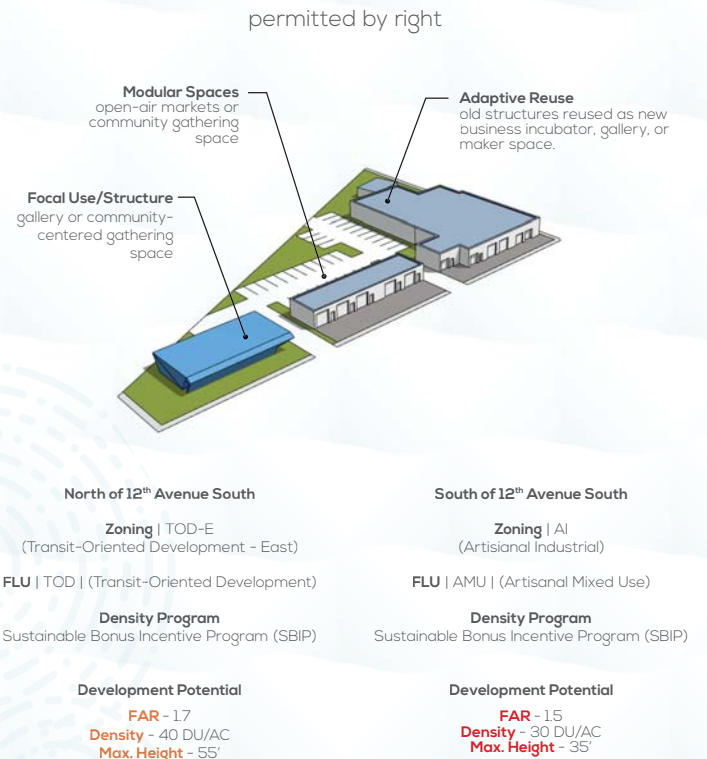 permitted by right
Modular Spaces
open-air markets or
community gathering
space
Adaptive Reuse
old structures reused as new
business incubator, gallery, or
maker space.
Focal Use/Structure
gallery or community-
centered gathering
space
North of 12th Avenue South
Zoning | TOD-E
(Transit-Oriented Development - East)
FLU | TOD | (Transit-Oriented Development)
Density Program
Sustainable Bonus Incentive Program (SBIP)
Development Potential
FAR - 1.7
Density - 40 DU/AC
Max. Height - 55'
South of 12th Avenue South
Zoning | AI
(Artisianal Industrial)
FLU | AMU | (Artisanal Mixed Use)
Density Program
Sustainable Bonus Incentive Program (SBIP)
Development Potential
FAR - 1.5
Density - 30 DU/AC
Max. Height - 35'